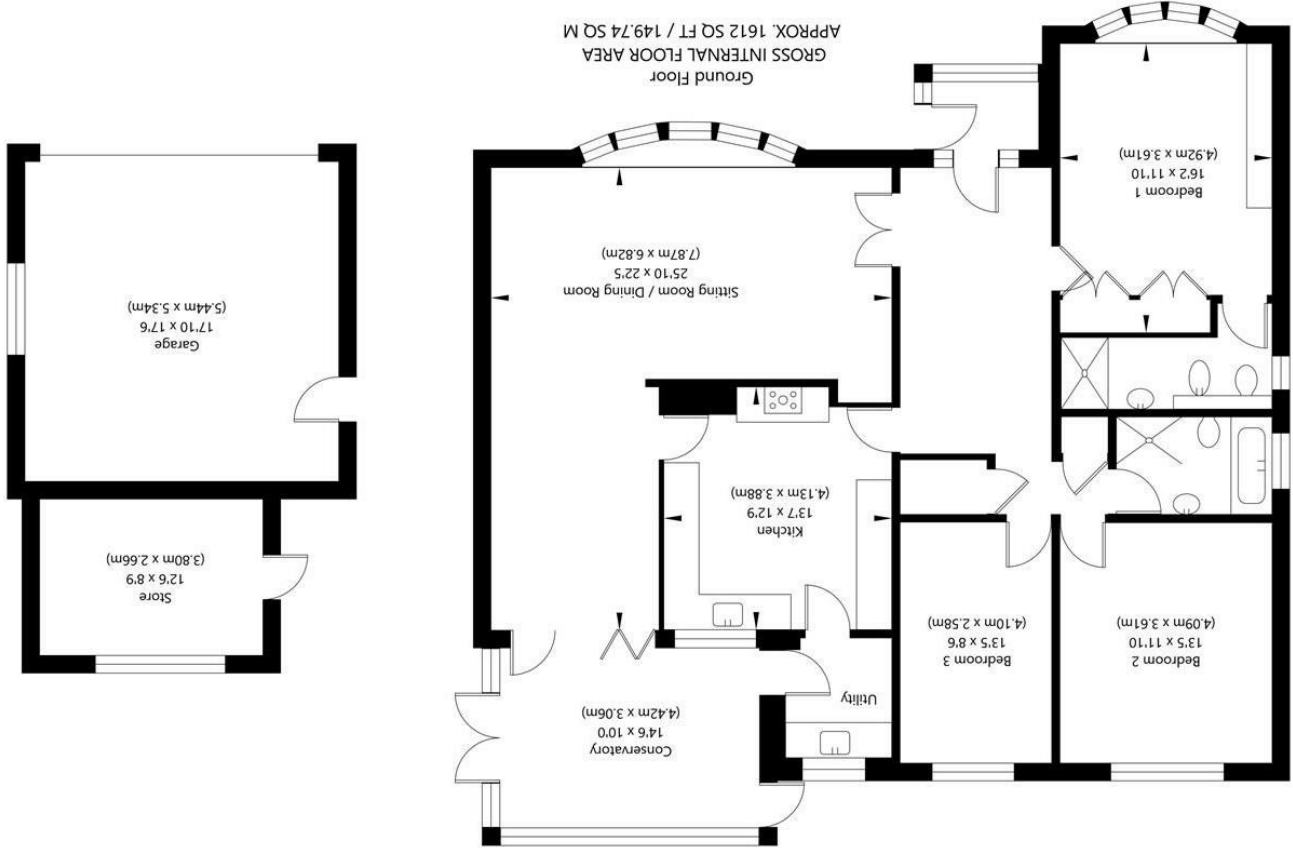 Store
12'6 x 8'9
(3.80m x 2.66m)
Garage
17'10 x 17'6
(5.44m x 5.34m)
Conservatory
14'6 x 10'0
(4.42m x 3.06m)
Utility
Bedroom 3
13'5 x 8'6
(4.10m x 2.58m)
Bedroom 2
13'5 x 11'10
(4.09m x 3.61m)
Kitchen
13'7 x 12'9
(4.13m x 3.88m)
Sitting Room / Dining Room
25'10 x 22'5
(7.87m x 6.82m)
Bedroom 1
16'2 x 11'10
(4.92m x 3.61m)
Ground Floor
GROSS INTERNAL FLOOR AREA
APPROX. 1612 SQ FT / 149.74 SQ M